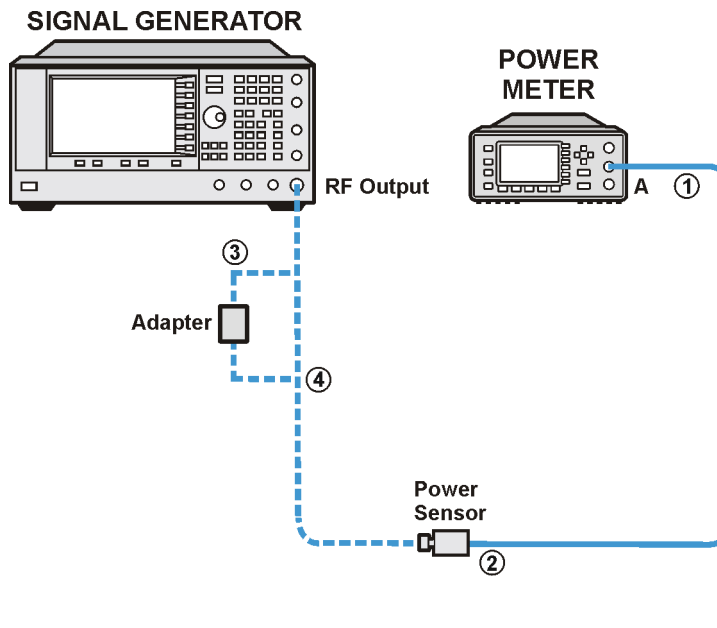 SIGNAL GENERATOR
POWER
METER
RF Output
A
①
③
Adapter
④
Power
Sensor
②